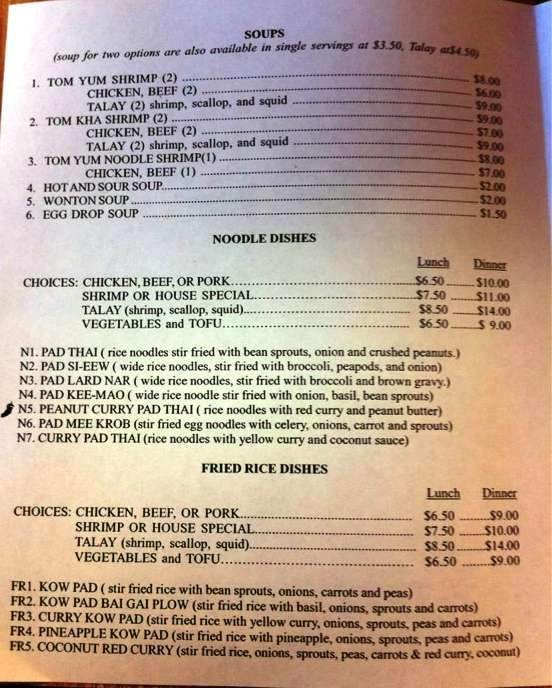 SOUPS
(soup for two options are also available in single servings at $3.50, Talay at$4.50)
1. TOM YUM SHRIMP (2) ........ $8.00
CHICKEN, BEEF (2) ........ $6.00
TALAY (2) shrimp, scallop, and squid ........ $9.00
2. TOM KHA SHRIMP (2) ........ $9.00
CHICKEN, BEEF (2) ........ $7.00
TALAY (2) shrimp, scallop, and squid ........ $9.00
3. TOM YUM NOODLE SHRIMP(1) ........ $8.00
CHICKEN, BEEF (1) ........ $7.00
4. HOT AND SOUR SOUP........ $2.00
5. WONTON SOUP ........ $2.00
6. EGG DROP SOUP ........ $1.50
NOODLE DISHES
Lunch Dinner
CHOICES: CHICKEN, BEEF, OR PORK........ $6.50 ........ $10.00
SHRIMP OR HOUSE SPECIAL........ $7.50 ........ $11.00
TALAY (shrimp, scallop, squid)........ $8.50 ........ $14.00
VEGETABLES and TOFU........ $6.50 ........ $ 9.00
N1. PAD THAI ( rice noodles stir fried with bean sprouts, onion and crushed peanuts.)
N2. PAD SI-EEW ( wide rice noodles, stir fried with broccoli, peapods, and onion)
N3. PAD LARD NAR ( wide rice noodles, stir fried with broccoli and brown gravy.)
N4. PAD KEE-MAO ( wide rice noodle stir fried with onion, basil, bean sprouts)
N5. PEANUT CURRY PAD THAI ( rice noodles with red curry and peanut butter)
N6. PAD MEE KROB (stir fried egg noodles with celery, onions, carrot and sprouts)
N7. CURRY PAD THAI (rice noodles with yellow curry and coconut sauce)
FRIED RICE DISHES
Lunch Dinner
CHOICES: CHICKEN, BEEF, OR PORK........ $6.50 ........ $9.00
SHRIMP OR HOUSE SPECIAL........ $7.50 ........ $10.00
TALAY (shrimp, scallop, squid)........ $8.50 ........ $14.00
VEGETABLES and TOFU........ $6.50 ........ $9.00
FR1. KOW PAD ( stir fried rice with bean sprouts, onions, carrots and peas)
FR2. KOW PAD BAI GAI PLOW (stir fried rice with basil, onions, sprouts and carrots)
FR3. CURRY KOW PAD (stir fried rice with yellow curry, onions, sprouts, peas and carrots)
FR4. PINEAPPLE KOW PAD (stir fried rice with pineapple, onions, sprouts, peas and carrots)
FR5. COCONUT RED CURRY (stir fried rice, onions, sprouts, peas, carrots & red curry, coconut)